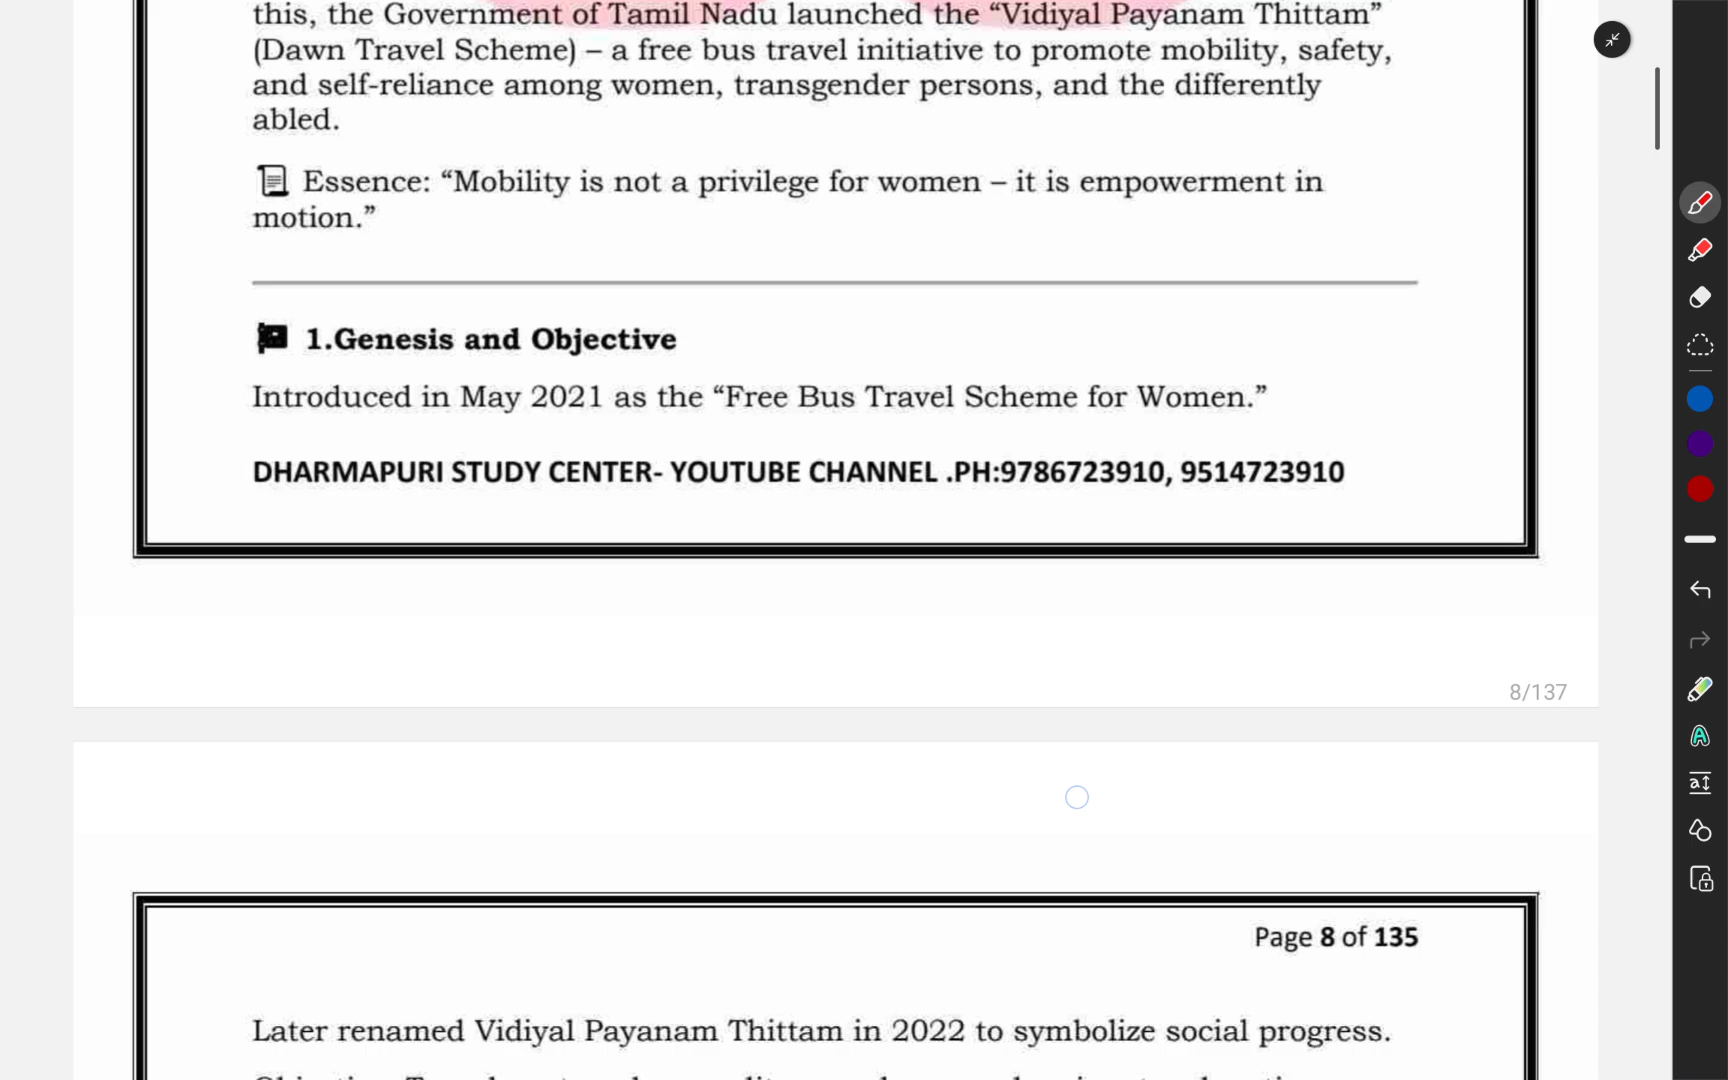 this, the Government of Tamil Nadu launched the “Vidiyal Payanam Thittam”
(Dawn Travel Scheme) – a free bus travel initiative to promote mobility, safety,
and self-reliance among women, transgender persons, and the differently
abled.
Essence: “Mobility is not a privilege for women – it is empowerment in
motion.”
1.Genesis and Objective
Introduced in May 2021 as the “Free Bus Travel Scheme for Women.”
DHARMAPURI STUDY CENTER- YOUTUBE CHANNEL .PH:9786723910, 9514723910
8/137
Page 8 of 135
Later renamed Vidiyal Payanam Thittam in 2022 to symbolize social progress.